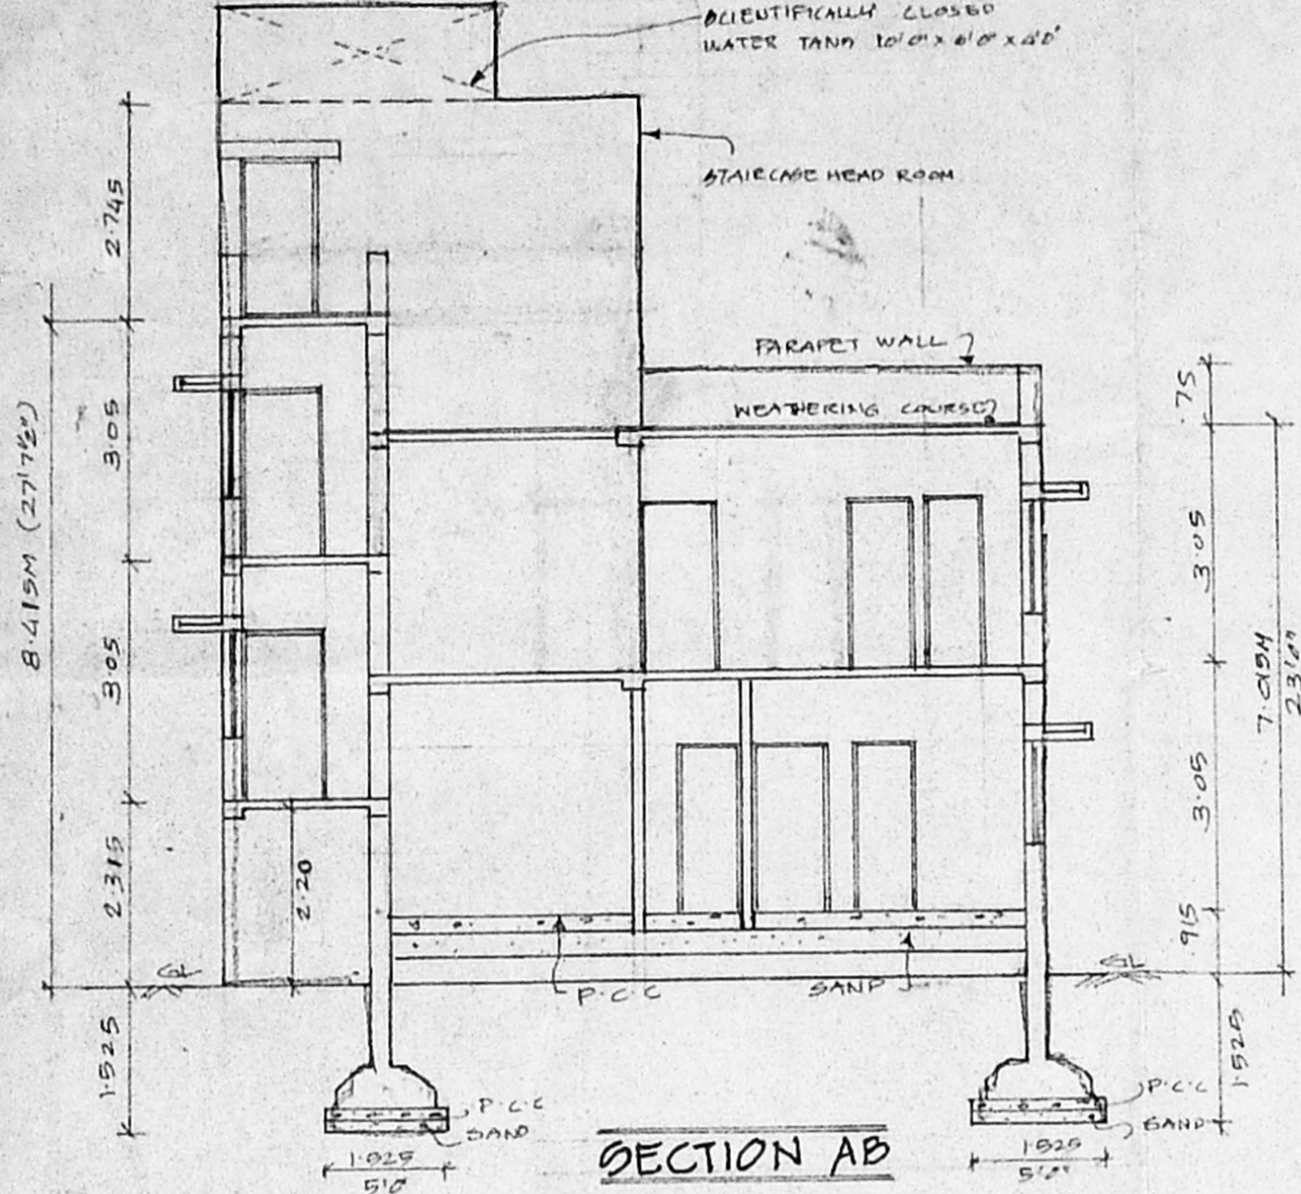 SCIENTIFICALLY CLOSED
WATER TANK 10'0" x 6'0" x 4'0"
STAIRCASE HEAD ROOM
PARAPET WALL
WEATHERING COURSE
2.745
3.05
3.05
2.315
1.525
8.415M (27'7½")
2.20
.75
3.05
3.05
.915
1.525
7.015M
23'0"
GL
GL
P.C.C
SAND
P.C.C
SAND
P.C.C
SAND
1.525
5'0"
1.525
5'0"
SECTION AB